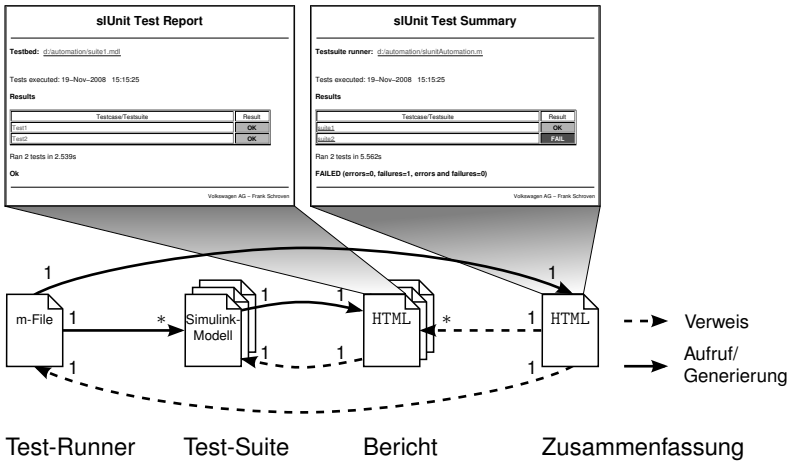 slUnit Test Report
Testbed: d:/automation/suite1.mdl
Tests executed: 19–Nov–2008 15:15:25
Results
Testcase/Testsuite Result
Test1 OK
Test2 OK
Ran 2 tests in 2.539s
Ok
Volkswagen AG – Frank Schroven
slUnit Test Summary
Testsuite runner: d:/automation/slunitAutomation.m
Tests executed: 19–Nov–2008 15:15:25
Results
Testcase/Testsuite Result
suite1 OK
suite2 FAIL
Ran 2 tests in 5.562s
FAILED (errors=0, failures=1, errors and failures=0)
Volkswagen AG – Frank Schroven
1 1
1 1
m-File 1 * Simulink-
Modell
HTML * 1 HTML
1 1
1 1
Verweis
Aufruf/
Generierung
Test-Runner Test-Suite Bericht Zusammenfassung